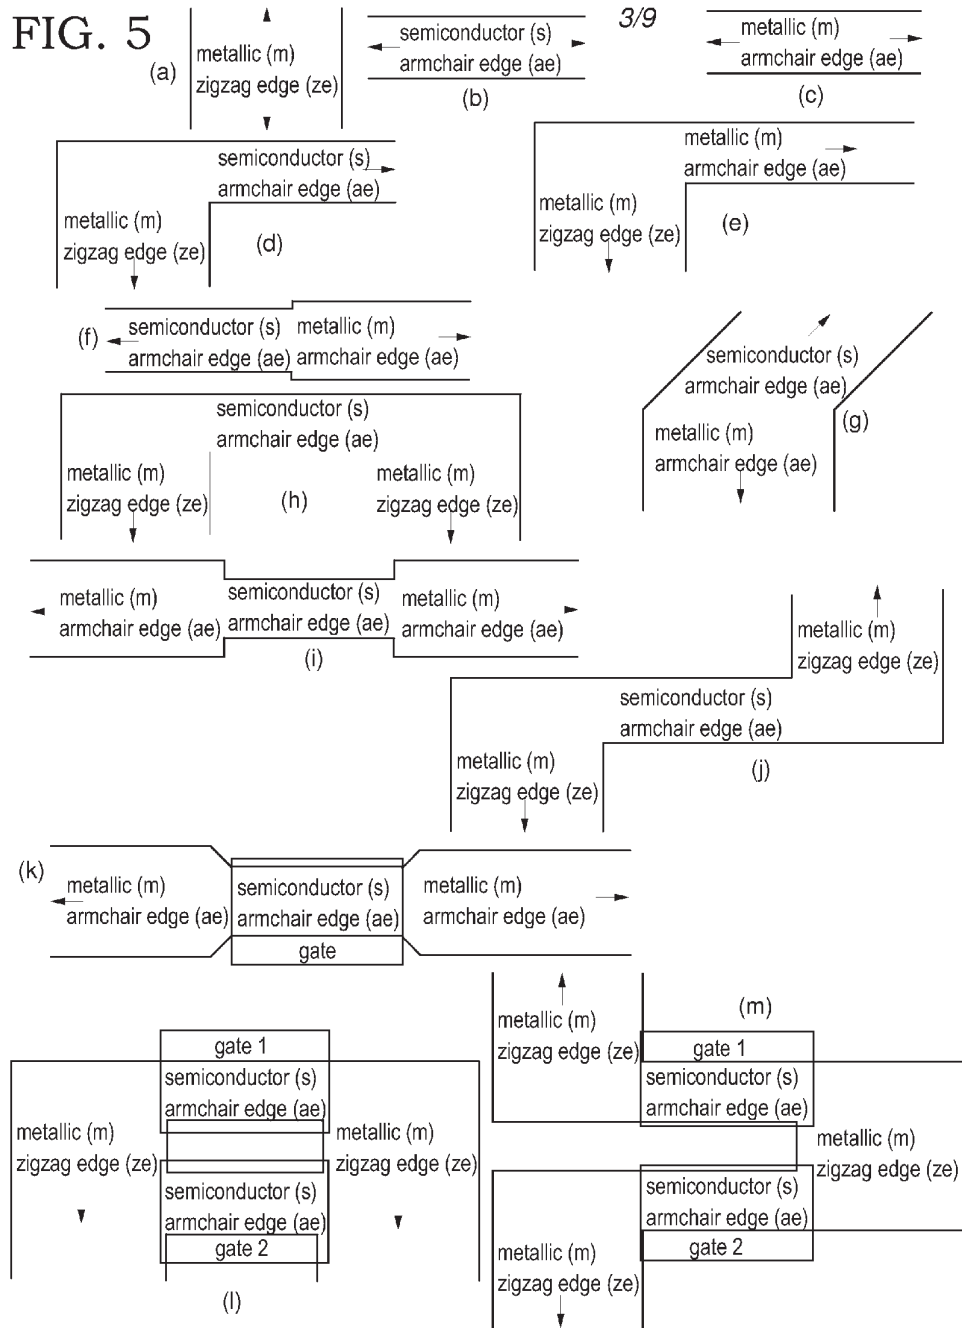 FIG. 5
3/9
metallic (m)
zigzag edge (ze)
(a)
semiconductor (s)
armchair edge (ae)
(b)
metallic (m)
armchair edge (ae)
(c)
semiconductor (s)
armchair edge (ae)
metallic (m)
zigzag edge (ze)
(d)
metallic (m)
armchair edge (ae)
metallic (m)
zigzag edge (ze)
(e)
(f)
semiconductor (s)
armchair edge (ae)
metallic (m)
armchair edge (ae)
semiconductor (s)
armchair edge (ae)
(g)
metallic (m)
armchair edge (ae)
semiconductor (s)
armchair edge (ae)
metallic (m)
zigzag edge (ze)
metallic (m)
zigzag edge (ze)
(h)
metallic (m)
armchair edge (ae)
semiconductor (s)
armchair edge (ae)
metallic (m)
armchair edge (ae)
(i)
metallic (m)
zigzag edge (ze)
semiconductor (s)
armchair edge (ae)
metallic (m)
zigzag edge (ze)
(j)
(k)
metallic (m)
armchair edge (ae)
semiconductor (s)
armchair edge (ae)
gate
metallic (m)
armchair edge (ae)
gate 1
semiconductor (s)
armchair edge (ae)
metallic (m)
zigzag edge (ze)
metallic (m)
zigzag edge (ze)
semiconductor (s)
armchair edge (ae)
gate 2
(l)
metallic (m)
zigzag edge (ze)
(m)
gate 1
semiconductor (s)
armchair edge (ae)
metallic (m)
zigzag edge (ze)
semiconductor (s)
armchair edge (ae)
gate 2
metallic (m)
zigzag edge (ze)